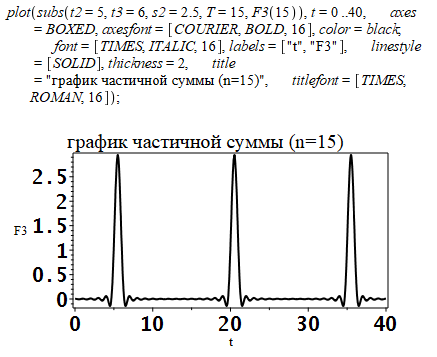 plot(subs(t2 = 5, t3 = 6, s2 = 2.5, T = 15, F3(15)), t = 0 ..40, axes
= BOXED, axesfont = [COURIER, BOLD, 16], color = black,
font = [TIMES, ITALIC, 16], labels = ["t", "F3"], linestyle
= [SOLID], thickness = 2, title
= "график частичной суммы (n=15)", titlefont = [TIMES,
ROMAN, 16]);
график частичной суммы (n=15)
2.5
2
F3
1.5
1
0.5
0
0 10 20 30 40
t